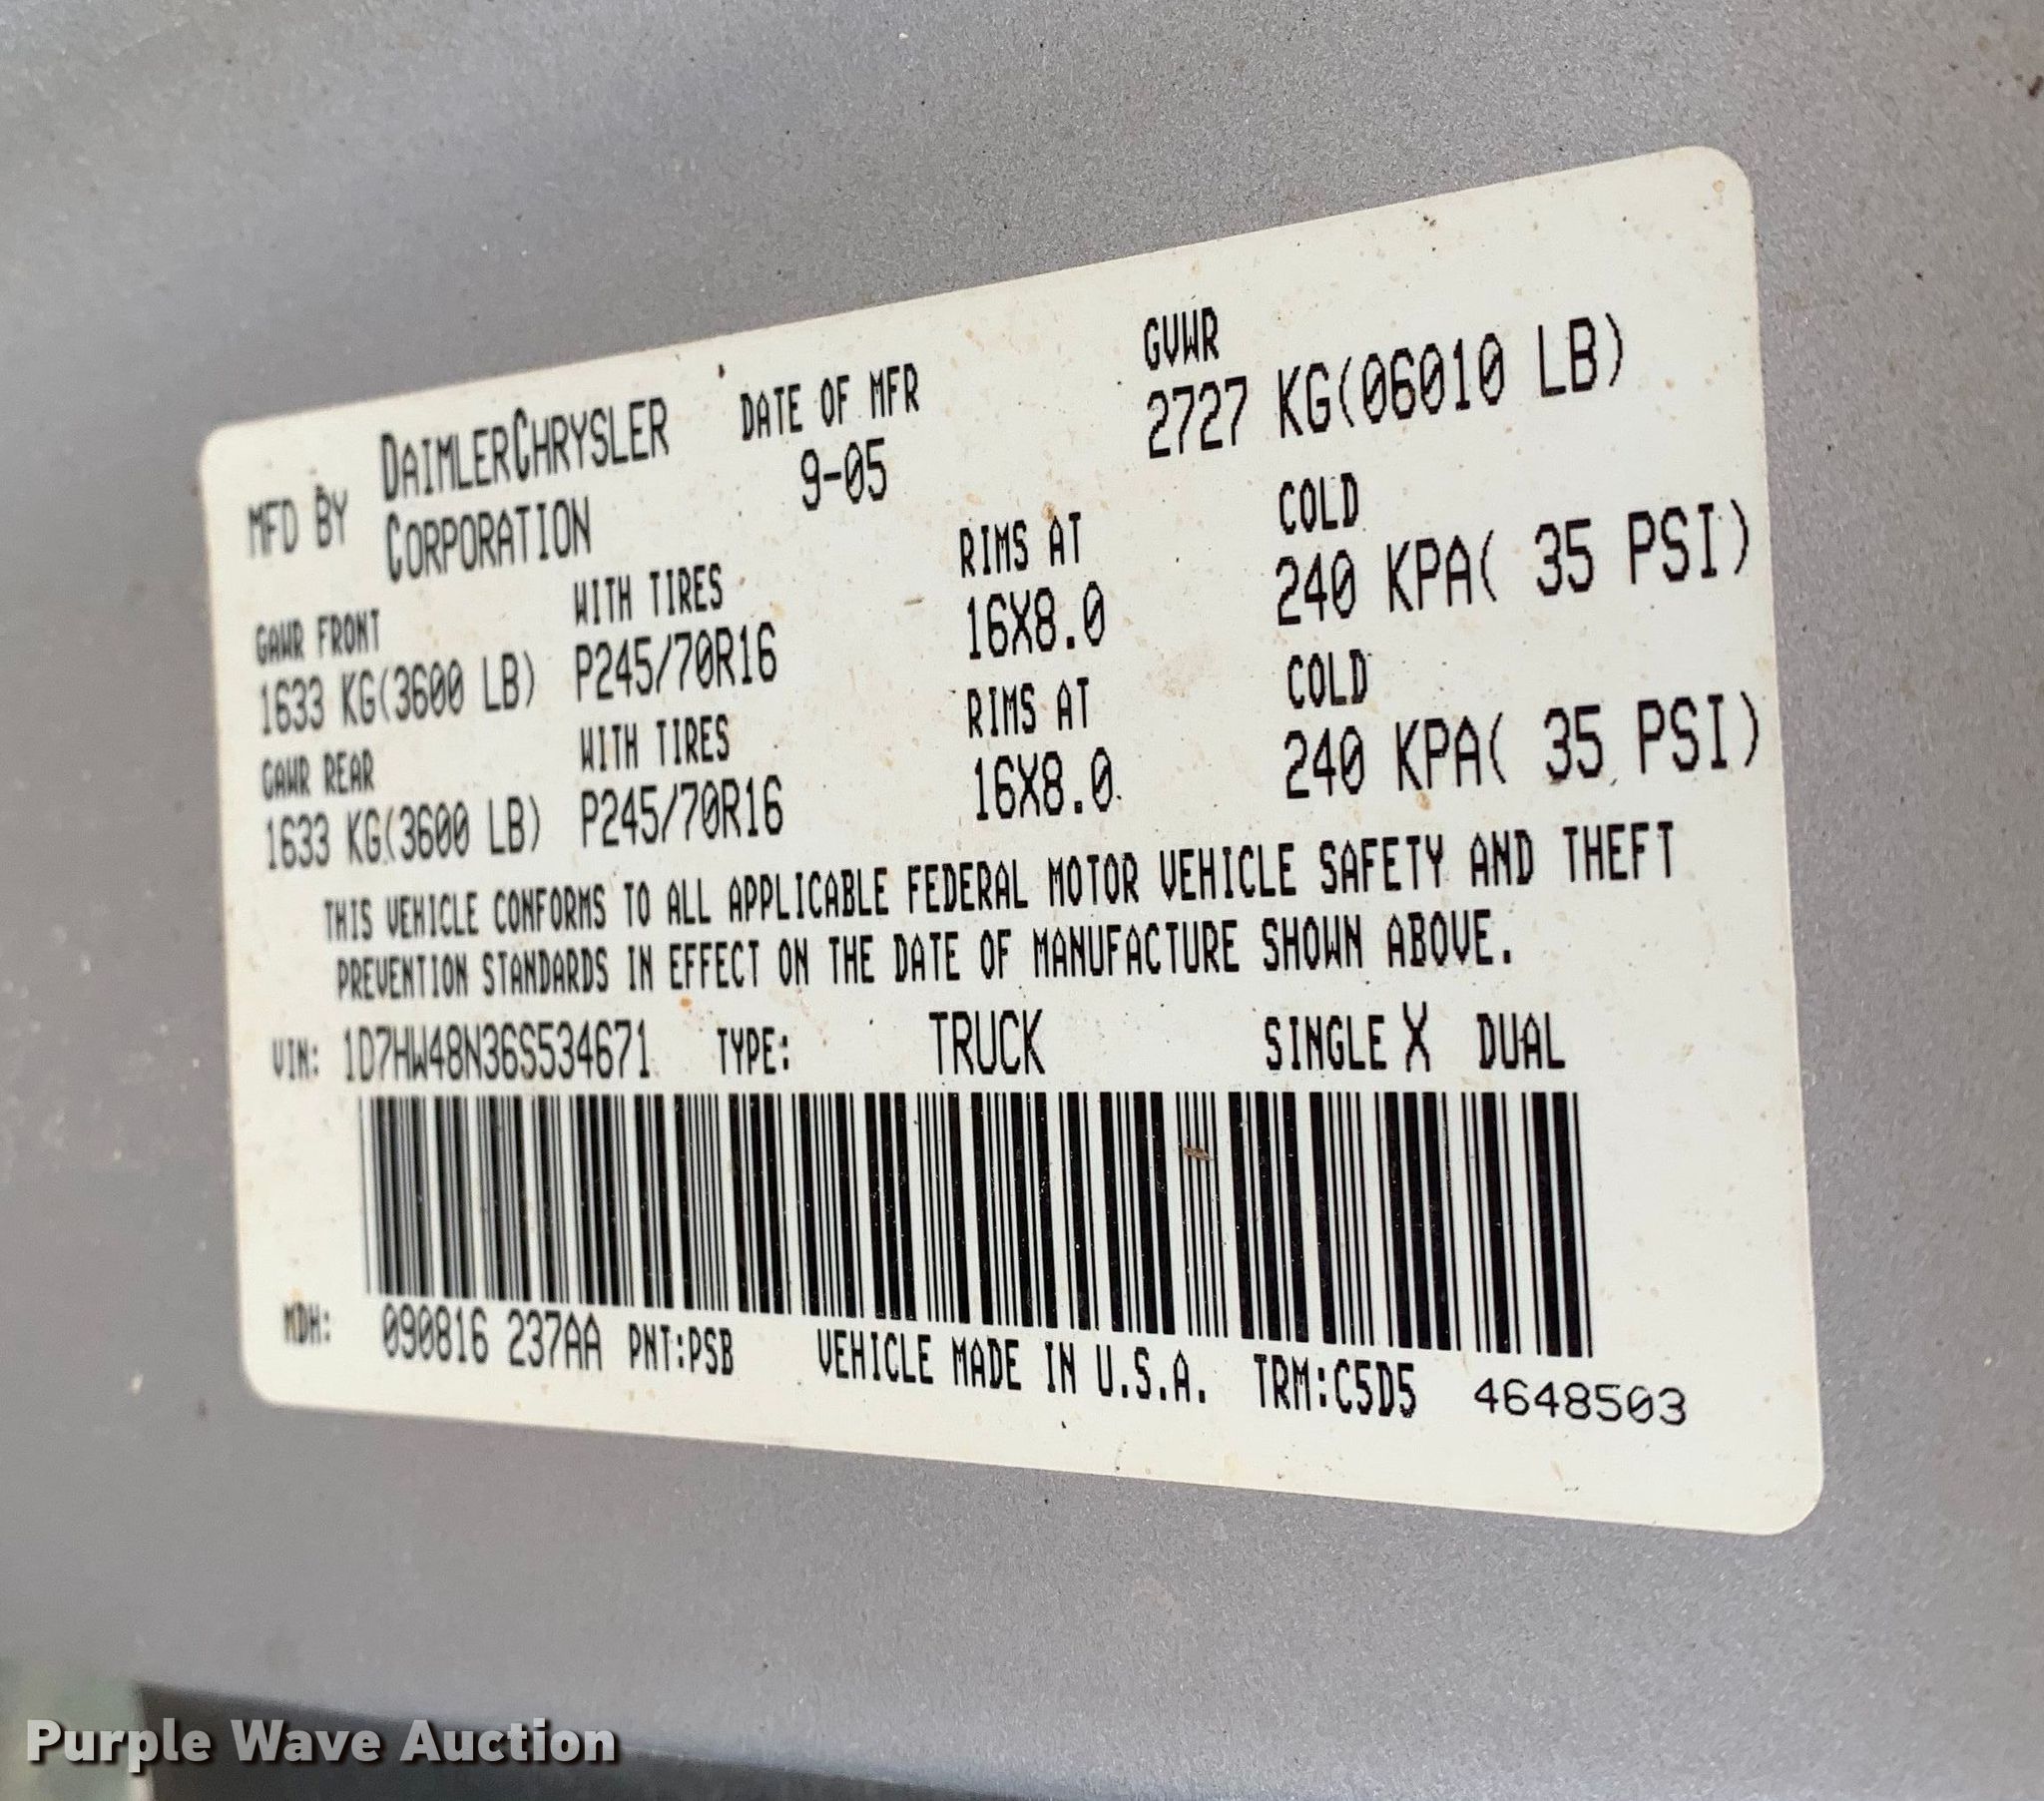 MFD BY DAIMLERCHRYSLER CORPORATION DATE OF MFR 9-05 GVWR 2727 KG(06010 LB)
GAWR FRONT WITH TIRES RIMS AT COLD
1633 KG(3600 LB) P245/70R16 16X8.0 240 KPA( 35 PSI)
GAWR REAR WITH TIRES RIMS AT COLD
1633 KG(3600 LB) P245/70R16 16X8.0 240 KPA( 35 PSI)
THIS VEHICLE CONFORMS TO ALL APPLICABLE FEDERAL MOTOR VEHICLE SAFETY AND THEFT
PREVENTION STANDARDS IN EFFECT ON THE DATE OF MANUFACTURE SHOWN ABOVE.
VIN: 1D7HW48N36S534671 TYPE: TRUCK SINGLE X DUAL
MDH: 090816 237AA PNT:PSB VEHICLE MADE IN U.S.A. TRM:C5D5 4648503
Purple Wave Auction